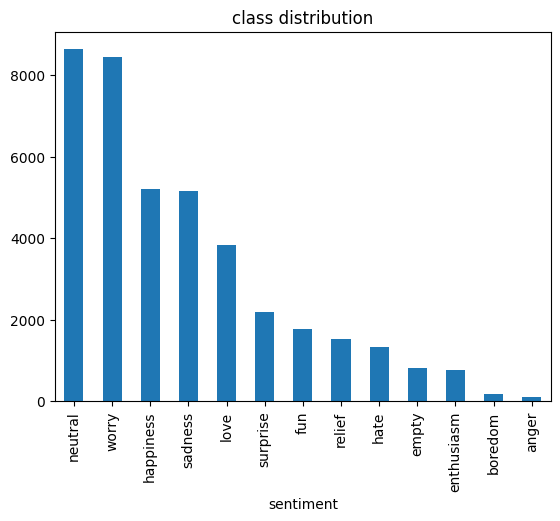 class distribution
8000
6000
4000
2000
0
neutral
worry
happiness
sadness
love
surprise
fun
relief
hate
empty
enthusiasm
boredom
anger
sentiment